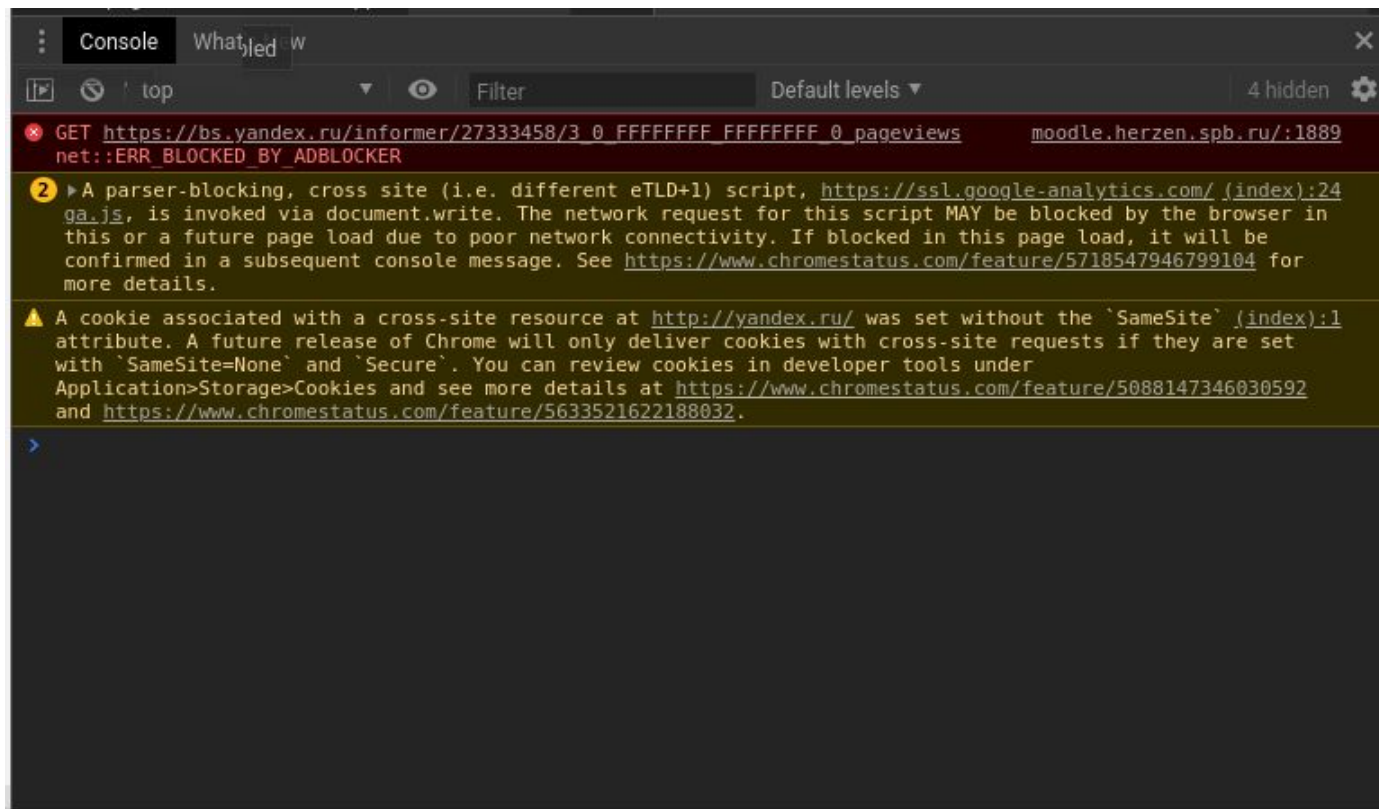 Console What oled w
top Filter Default levels ▼ 4 hidden
GET https://bs.yandex.ru/informer/27333458/3_0_FFFFFFFF_FFFFFFFF_0_pageviews moodle.herzen.spb.ru/:1889
net::ERR_BLOCKED_BY_ADBLOCKER
2 ▶A parser-blocking, cross site (i.e. different eTLD+1) script, https://ssl.google-analytics.com/ (index):24
ga.js, is invoked via document.write. The network request for this script MAY be blocked by the browser in
this or a future page load due to poor network connectivity. If blocked in this page load, it will be
confirmed in a subsequent console message. See https://www.chromestatus.com/feature/5718547946799104 for
more details.
A cookie associated with a cross-site resource at http://yandex.ru/ was set without the `SameSite` (index):1
attribute. A future release of Chrome will only deliver cookies with cross-site requests if they are set
with `SameSite=None` and `Secure`. You can review cookies in developer tools under
Application>Storage>Cookies and see more details at https://www.chromestatus.com/feature/5088147346030592
and https://www.chromestatus.com/feature/5633521622188032.